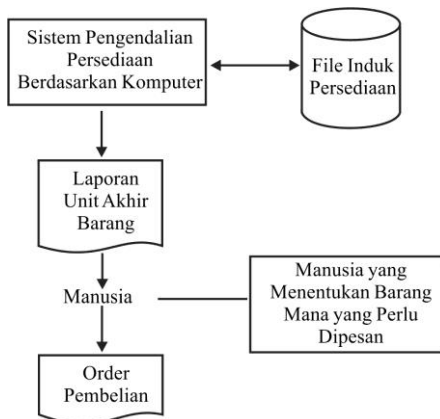 Sistem Pengendalian
Persediaan
Berdasarkan Komputer
File Induk
Persediaan
Laporan
Unit Akhir
Barang
Manusia
Manusia yang
Menentukan Barang
Mana yang Perlu
Dipesan
Order
Pembelian